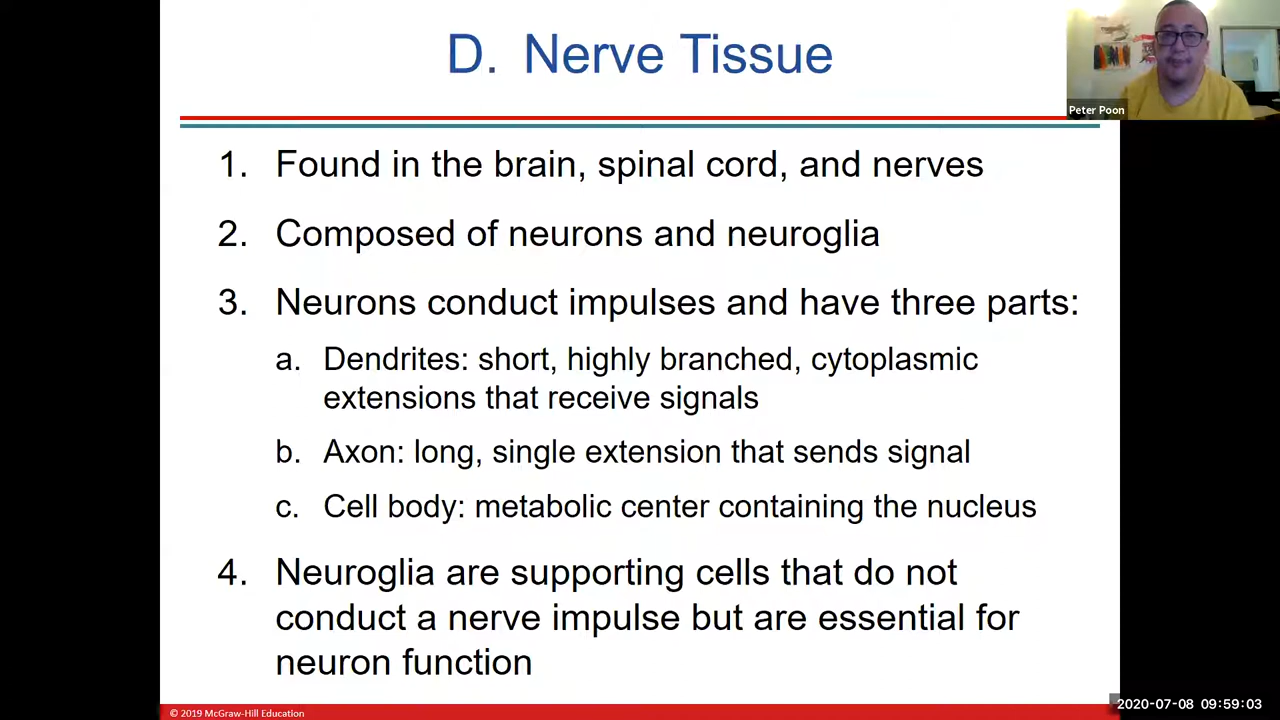 D. Nerve Tissue
Peter Poon
1. Found in the brain, spinal cord, and nerves
2. Composed of neurons and neuroglia
3. Neurons conduct impulses and have three parts:
a. Dendrites: short, highly branched, cytoplasmic
extensions that receive signals
b. Axon: long, single extension that sends signal
c. Cell body: metabolic center containing the nucleus
4. Neuroglia are supporting cells that do not
conduct a nerve impulse but are essential for
neuron function
© 2019 McGraw-Hill Education
2020-07-08 09:59:03